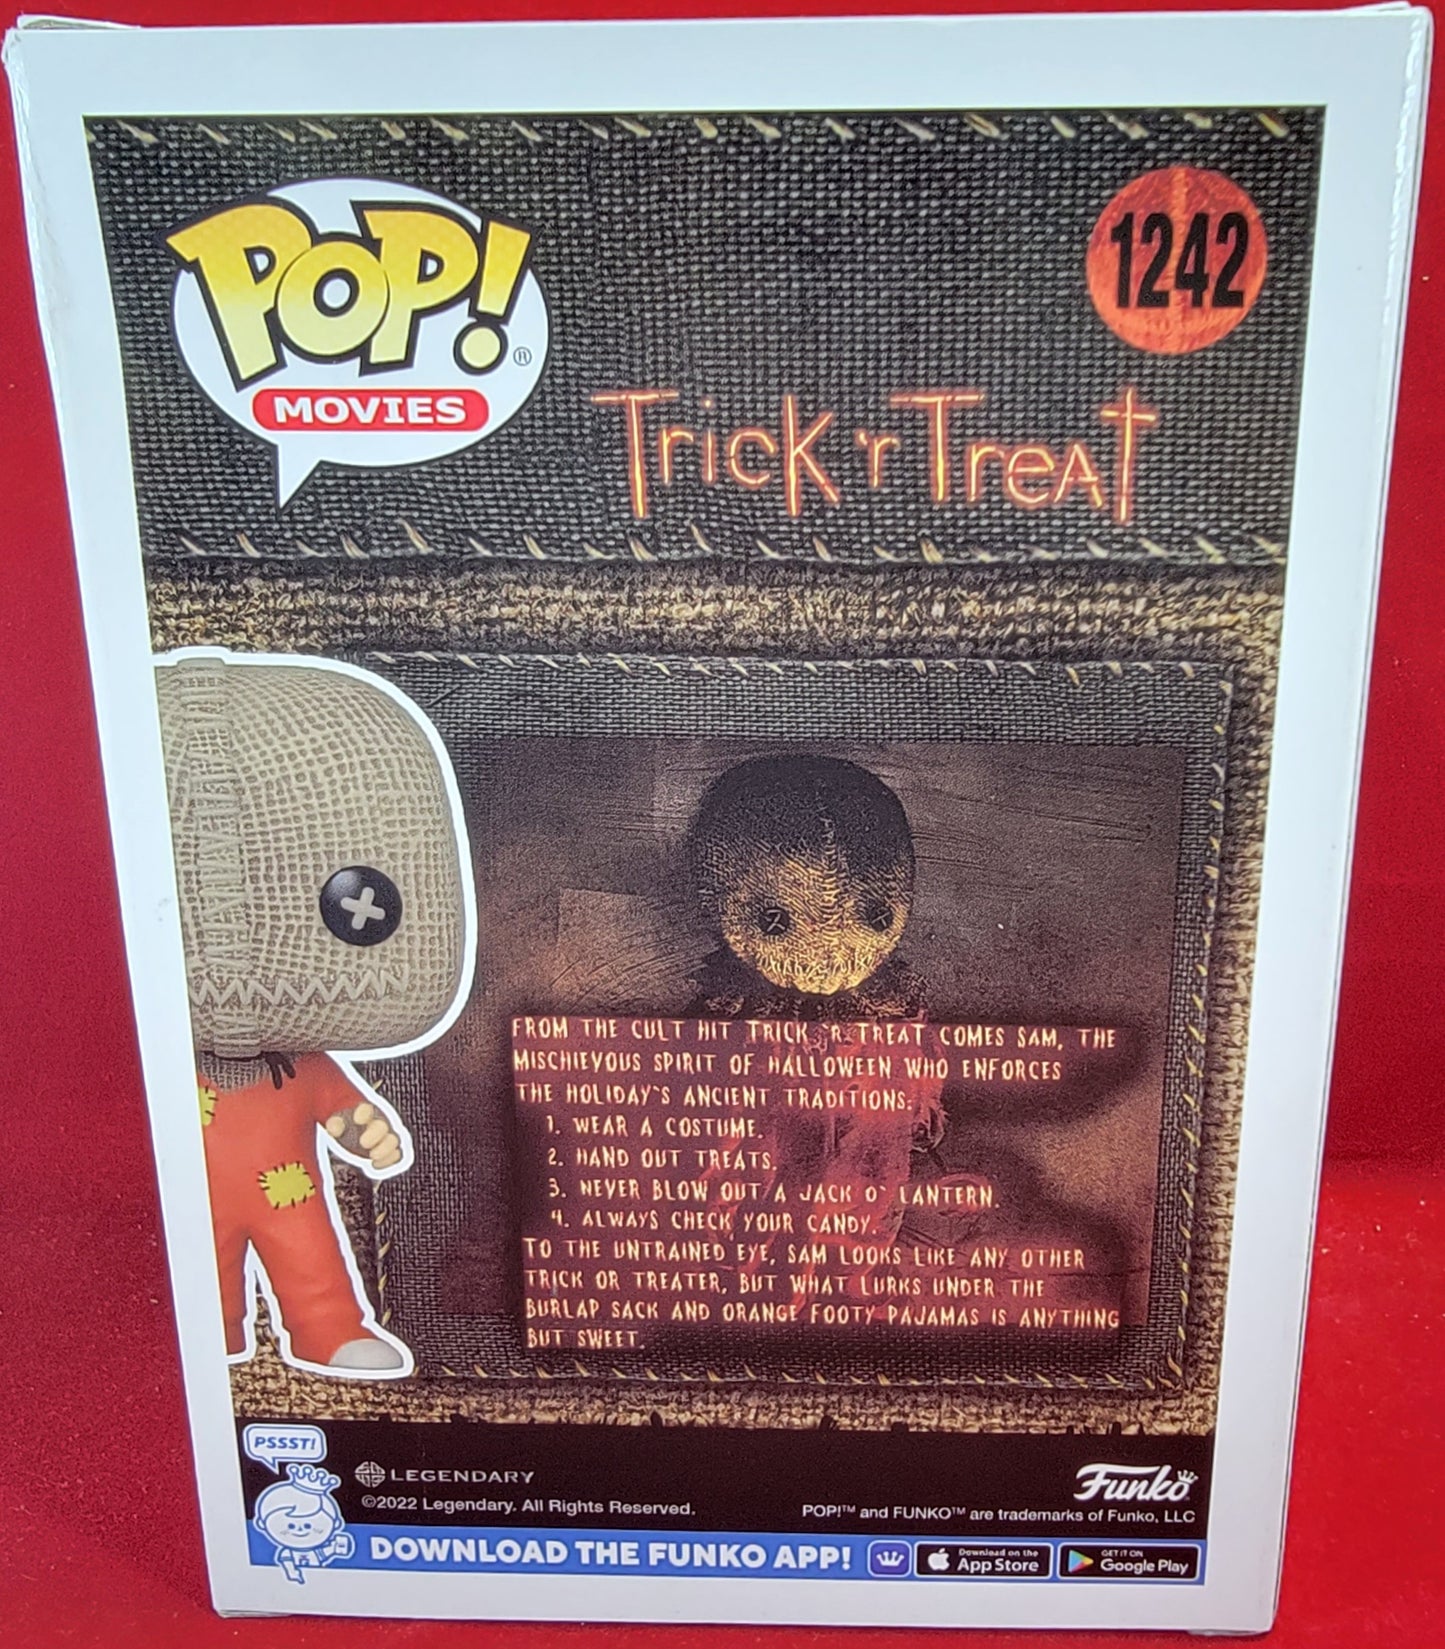 POP!®
MOVIES
1242
Trick 'r Treat
FROM THE CULT HIT TRICK 'R TREAT COMES SAM, THE
MISCHIEVOUS SPIRIT OF HALLOWEEN WHO ENFORCES
THE HOLIDAY'S ANCIENT TRADITIONS:
1. WEAR A COSTUME.
2. HAND OUT TREATS.
3. NEVER BLOW OUT A JACK O' LANTERN.
4. ALWAYS CHECK YOUR CANDY.
TO THE UNTRAINED EYE, SAM LOOKS LIKE ANY OTHER
TRICK OR TREATER, BUT WHAT LURKS UNDER THE
BURLAP SACK AND ORANGE FOOTY PAJAMAS IS ANYTHING
BUT SWEET.
PSSST!
LEGENDARY
©2022 Legendary. All Rights Reserved.
Funko
POP!™ and FUNKO™ are trademarks of Funko, LLC
DOWNLOAD THE FUNKO APP!
Download on the
App Store
GET IT ON
Google Play